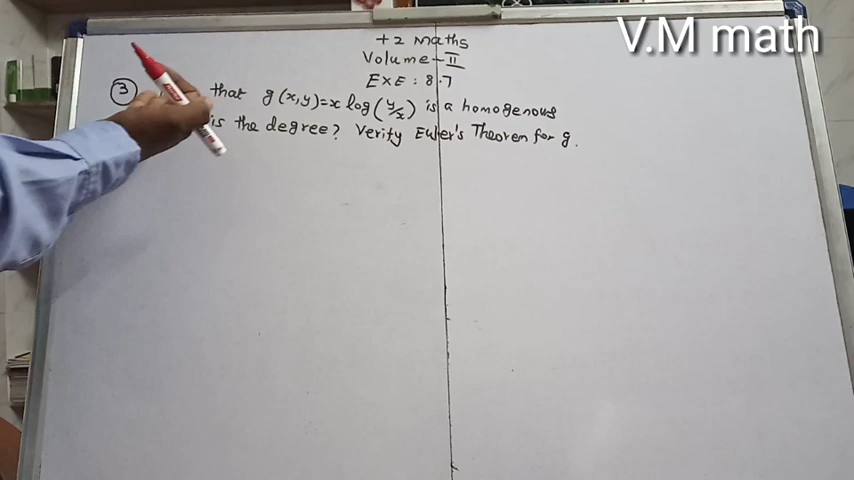 V.M math
+2 Maths
Volume - II
EXE : 8.7
3 that g(x,y)=x log(y/x) is a homogenous
is the degree? Verify Euler's Theorem for g.